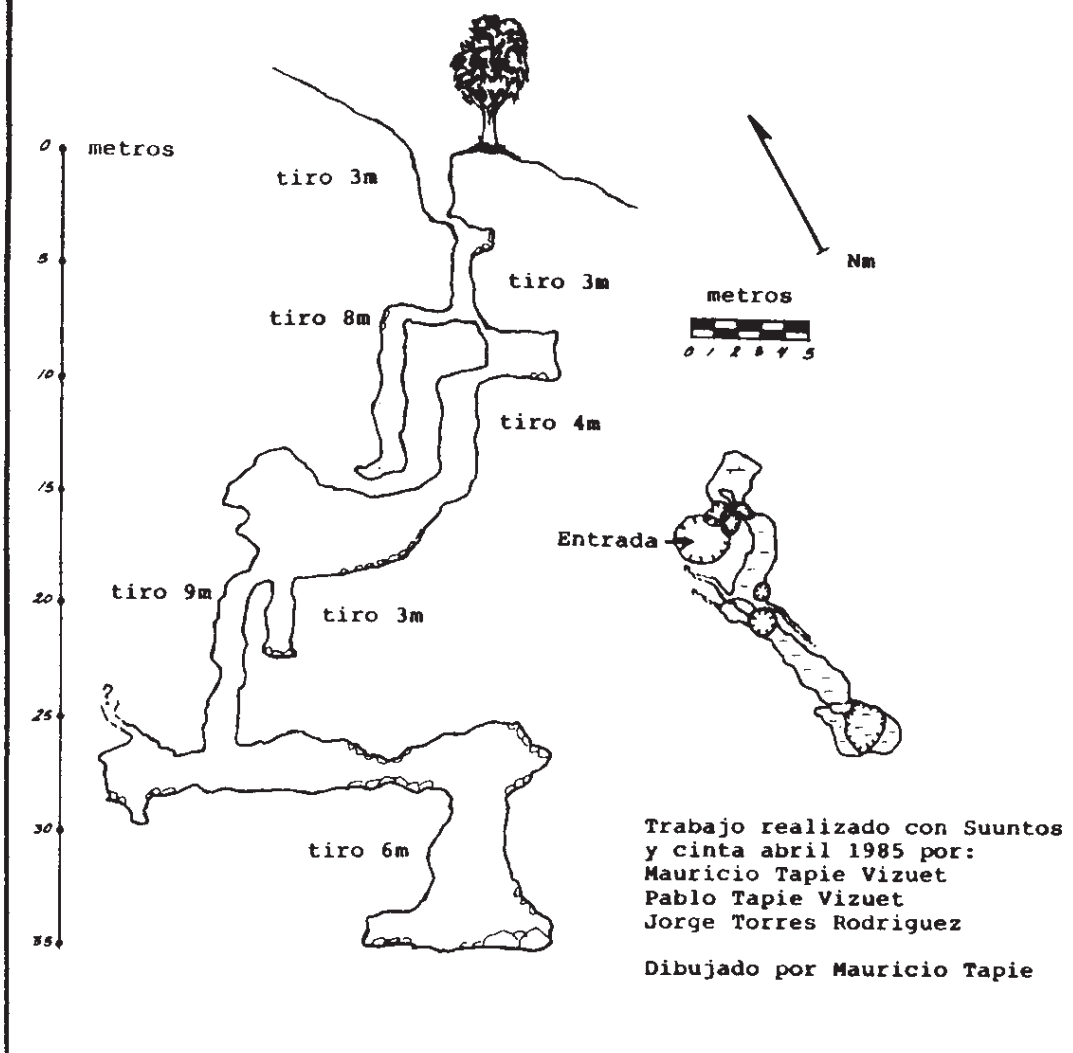 0 metros
tiro 3m
5
tiro 3m
tiro 8m
10
tiro 4m
15
tiro 9m
20
tiro 3m
?
25
30
tiro 6m
35
Nm
metros
0 1 2 3 4 5
Entrada
Trabajo realizado con Suuntos
y cinta abril 1985 por:
Mauricio Tapie Vizuet
Pablo Tapie Vizuet
Jorge Torres Rodriguez
Dibujado por Mauricio Tapie